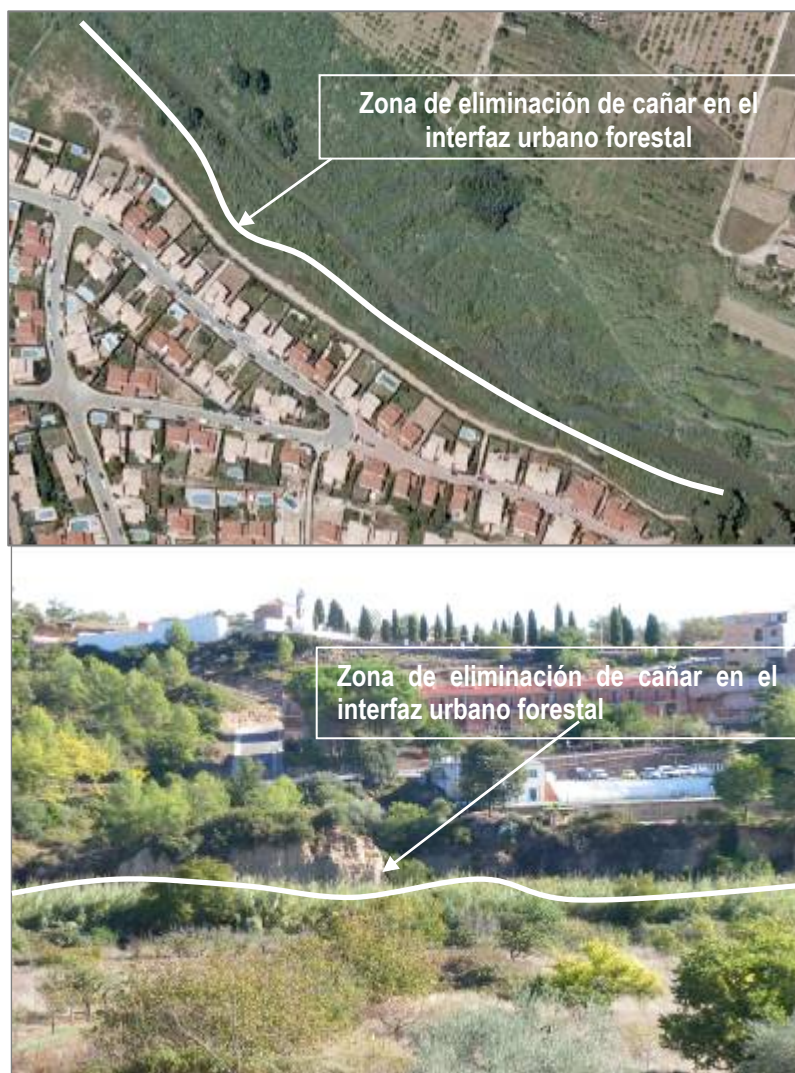 Zona de eliminación de cañar en el
interfaz urbano forestal
Zona de eliminación de cañar en el
interfaz urbano forestal